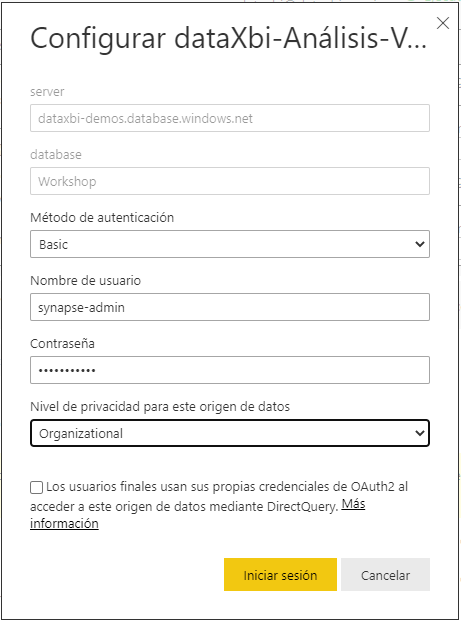 Configurar dataXbi-Análisis-V...
server
dataxbi-demos.database.windows.net
database
Workshop
Método de autenticación
Basic
Nombre de usuario
synapse-admin
Contraseña
•••••••••••
Nivel de privacidad para este origen de datos
Organizational
Los usuarios finales usan sus propias credenciales de OAuth2 al
acceder a este origen de datos mediante DirectQuery. Más
información
Iniciar sesión
Cancelar